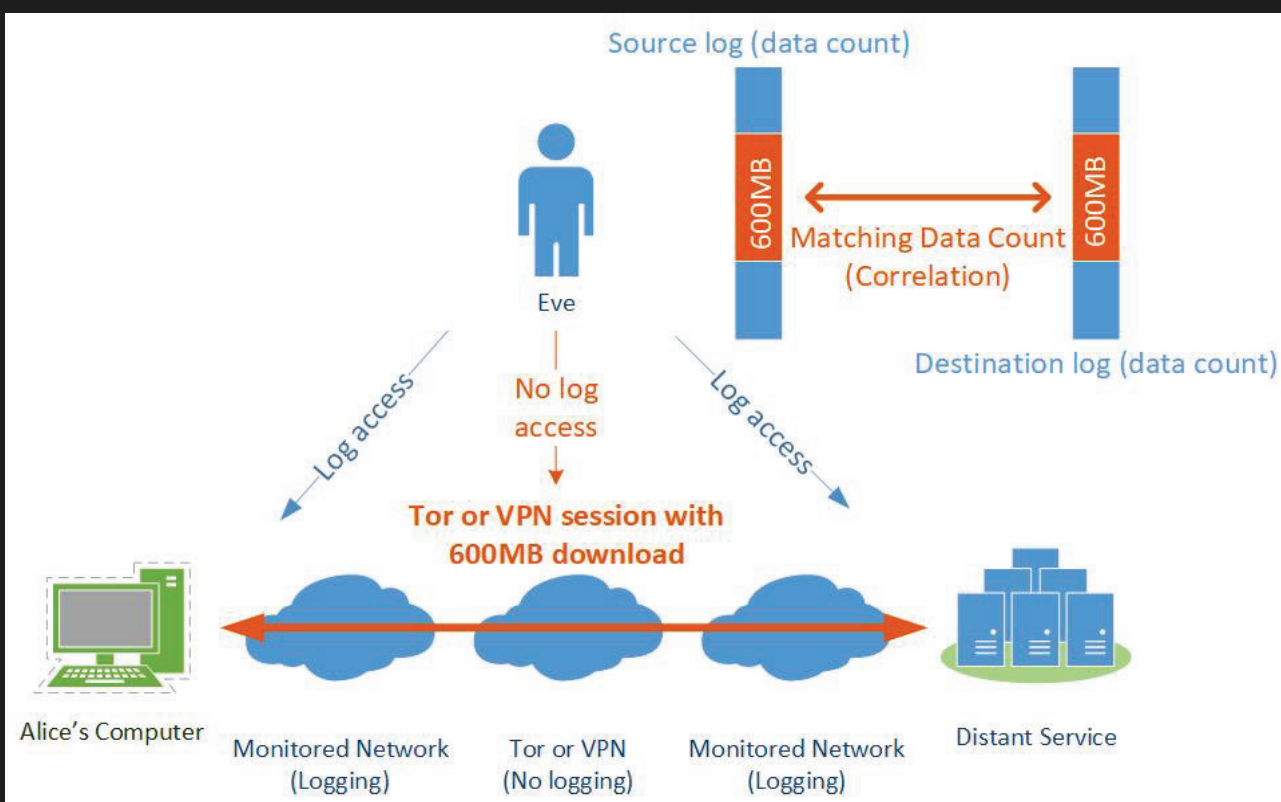 Source log (data count)
600MB
600MB
Matching Data Count
(Correlation)
Destination log (data count)
Eve
Log access
No log
access
Log access
Tor or VPN session with
600MB download
Alice's Computer
Monitored Network
(Logging)
Tor or VPN
(No logging)
Monitored Network
(Logging)
Distant Service